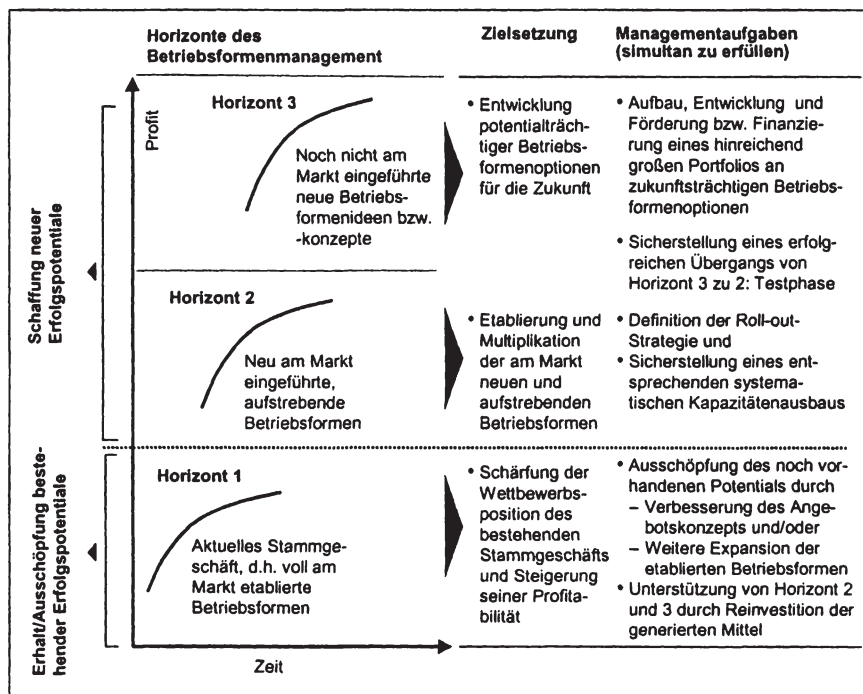 Horizonte des
Betriebsformenmanagement
Zielsetzung
Managementaufgaben
(simultan zu erfüllen)
Schaffung neuer
Erfolgspotentiale
Profit
Horizont 3
Noch nicht am
Markt eingeführte
neue Betriebs-
formenideen bzw.
-konzepte
• Entwicklung
potentialträch-
tiger Betriebs-
formenoptionen
für die Zukunft
• Aufbau, Entwicklung und
Förderung bzw. Finanzie-
rung eines hinreichend
großen Portfolios an
zukunftsträchtigen Betriebs-
formenoptionen
• Sicherstellung eines erfolg-
reichen Übergangs von
Horizont 3 zu 2: Testphase
Horizont 2
Neu am Markt
eingeführte,
aufstrebende
Betriebsformen
• Etablierung und
Multiplikation
der am Markt
neuen und
aufstrebenden
Betriebsformen
• Definition der Roll-out-
Strategie und
• Sicherstellung eines ent-
sprechenden systema-
tischen Kapazitätenausbaus
Erhalt/Ausschöpfung beste-
hender Erfolgspotentiale
Horizont 1
Aktuelles Stammge-
schäft, d.h. voll am
Markt etablierte
Betriebsformen
• Schärfung der
Wettbewerbs-
position des
bestehenden
Stammgeschäfts
und Steigerung
seiner Profita-
bilität
• Ausschöpfung des noch vor-
handenen Potentials durch
– Verbesserung des Ange-
botskonzepts und/oder
– Weitere Expansion der
etablierten Betriebsformen
• Unterstützung von Horizont 2
und 3 durch Reinvestition der
generierten Mittel
Zeit